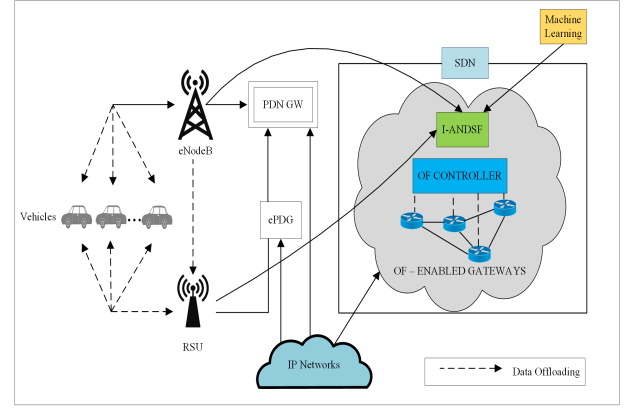 Machine
Learning
SDN
PDN GW
I-ANDSF
eNodeB
OF CONTROLLER
Vehicles
ePDG
OF – ENABLED GATEWAYS
RSU
IP Networks
Data Offloading